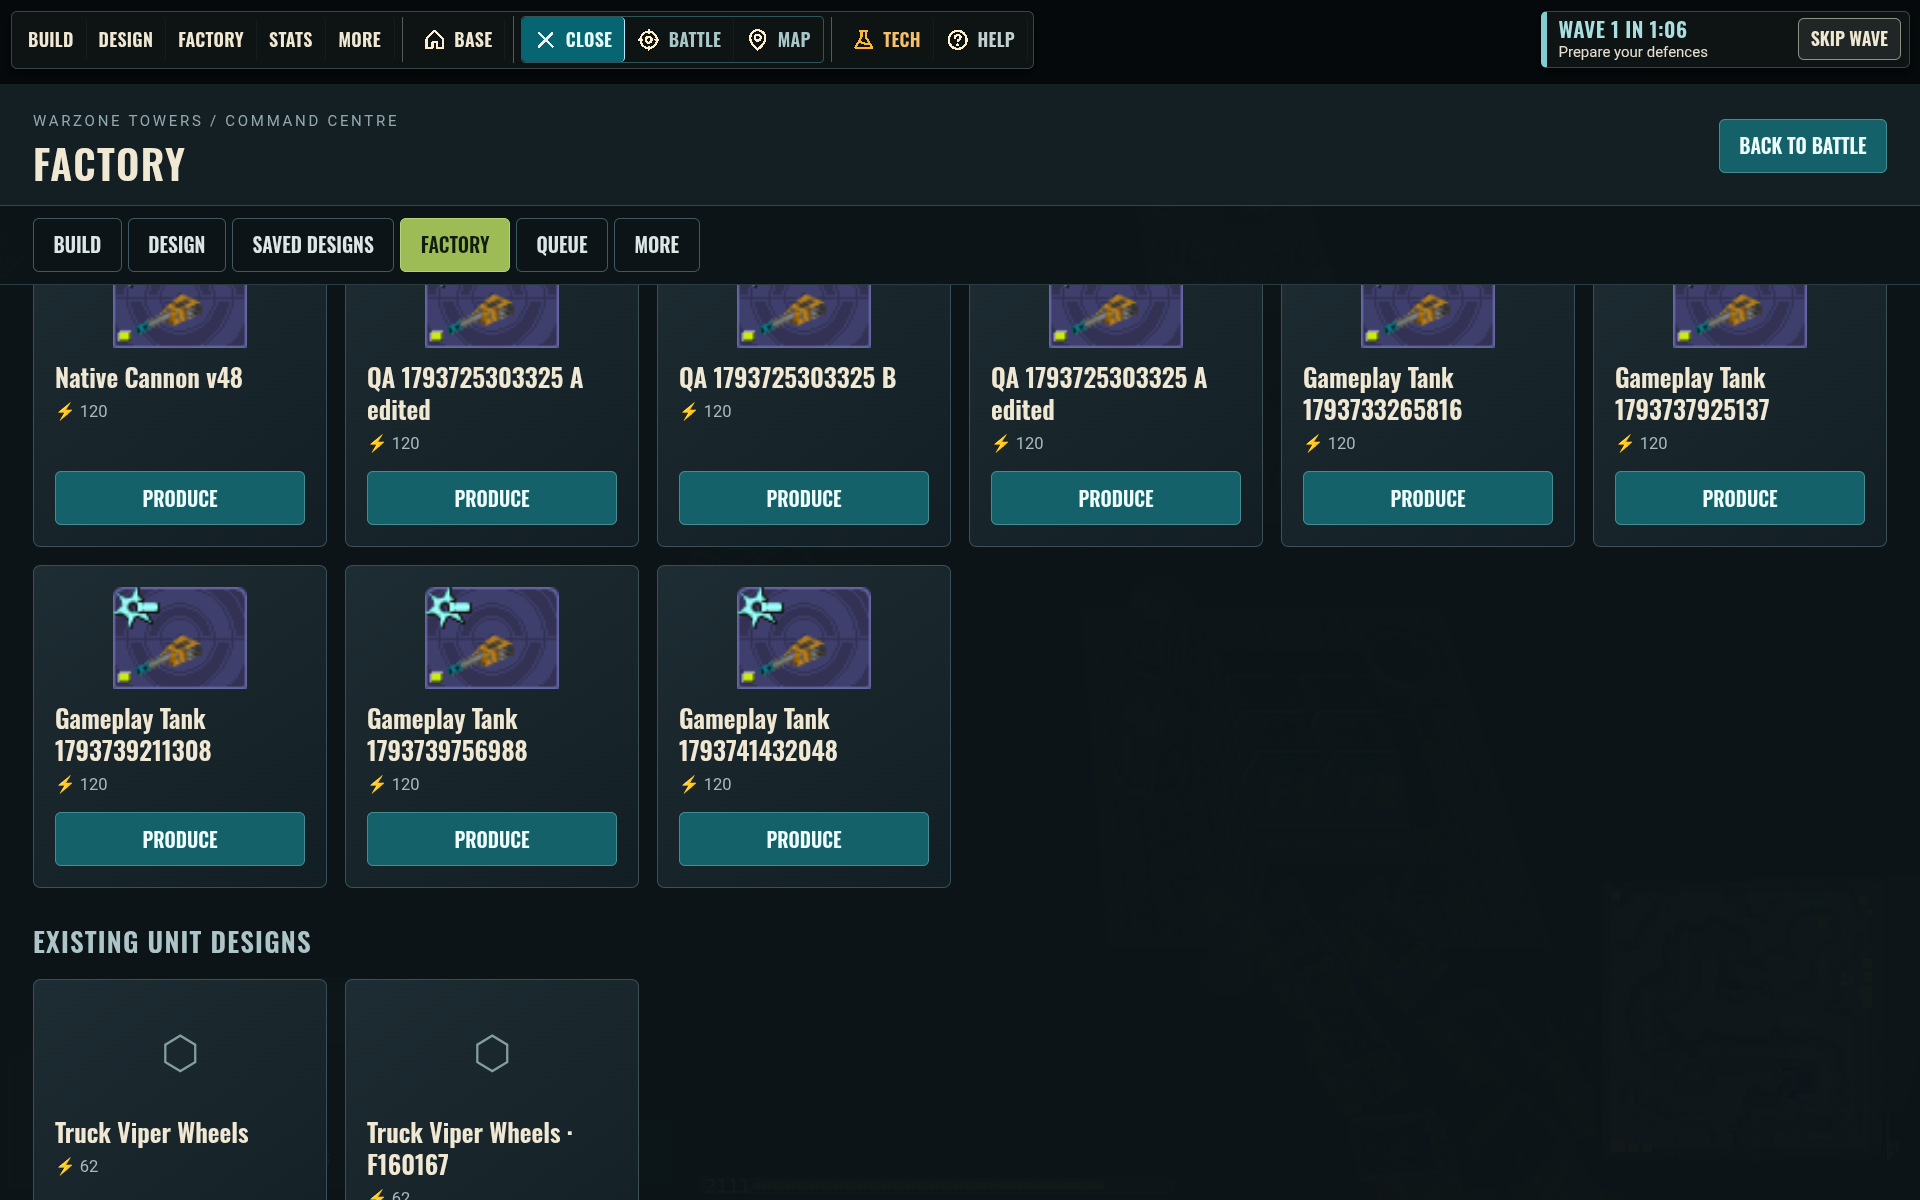 BUILD DESIGN FACTORY STATS MORE BASE CLOSE BATTLE MAP TECH HELP
WAVE 1 IN 1:06
Prepare your defences
SKIP WAVE
WARZONE TOWERS / COMMAND CENTRE
FACTORY
BACK TO BATTLE
BUILD DESIGN SAVED DESIGNS FACTORY QUEUE MORE
Native Cannon v48
120
PRODUCE
QA 1793725303325 A
edited
120
PRODUCE
QA 1793725303325 B
120
PRODUCE
QA 1793725303325 A
edited
120
PRODUCE
Gameplay Tank
1793733265816
120
PRODUCE
Gameplay Tank
1793737925137
120
PRODUCE
Gameplay Tank
1793739211308
120
PRODUCE
Gameplay Tank
1793739756988
120
PRODUCE
Gameplay Tank
1793741432048
120
PRODUCE
EXISTING UNIT DESIGNS
Truck Viper Wheels
62
Truck Viper Wheels ·
F160167
62